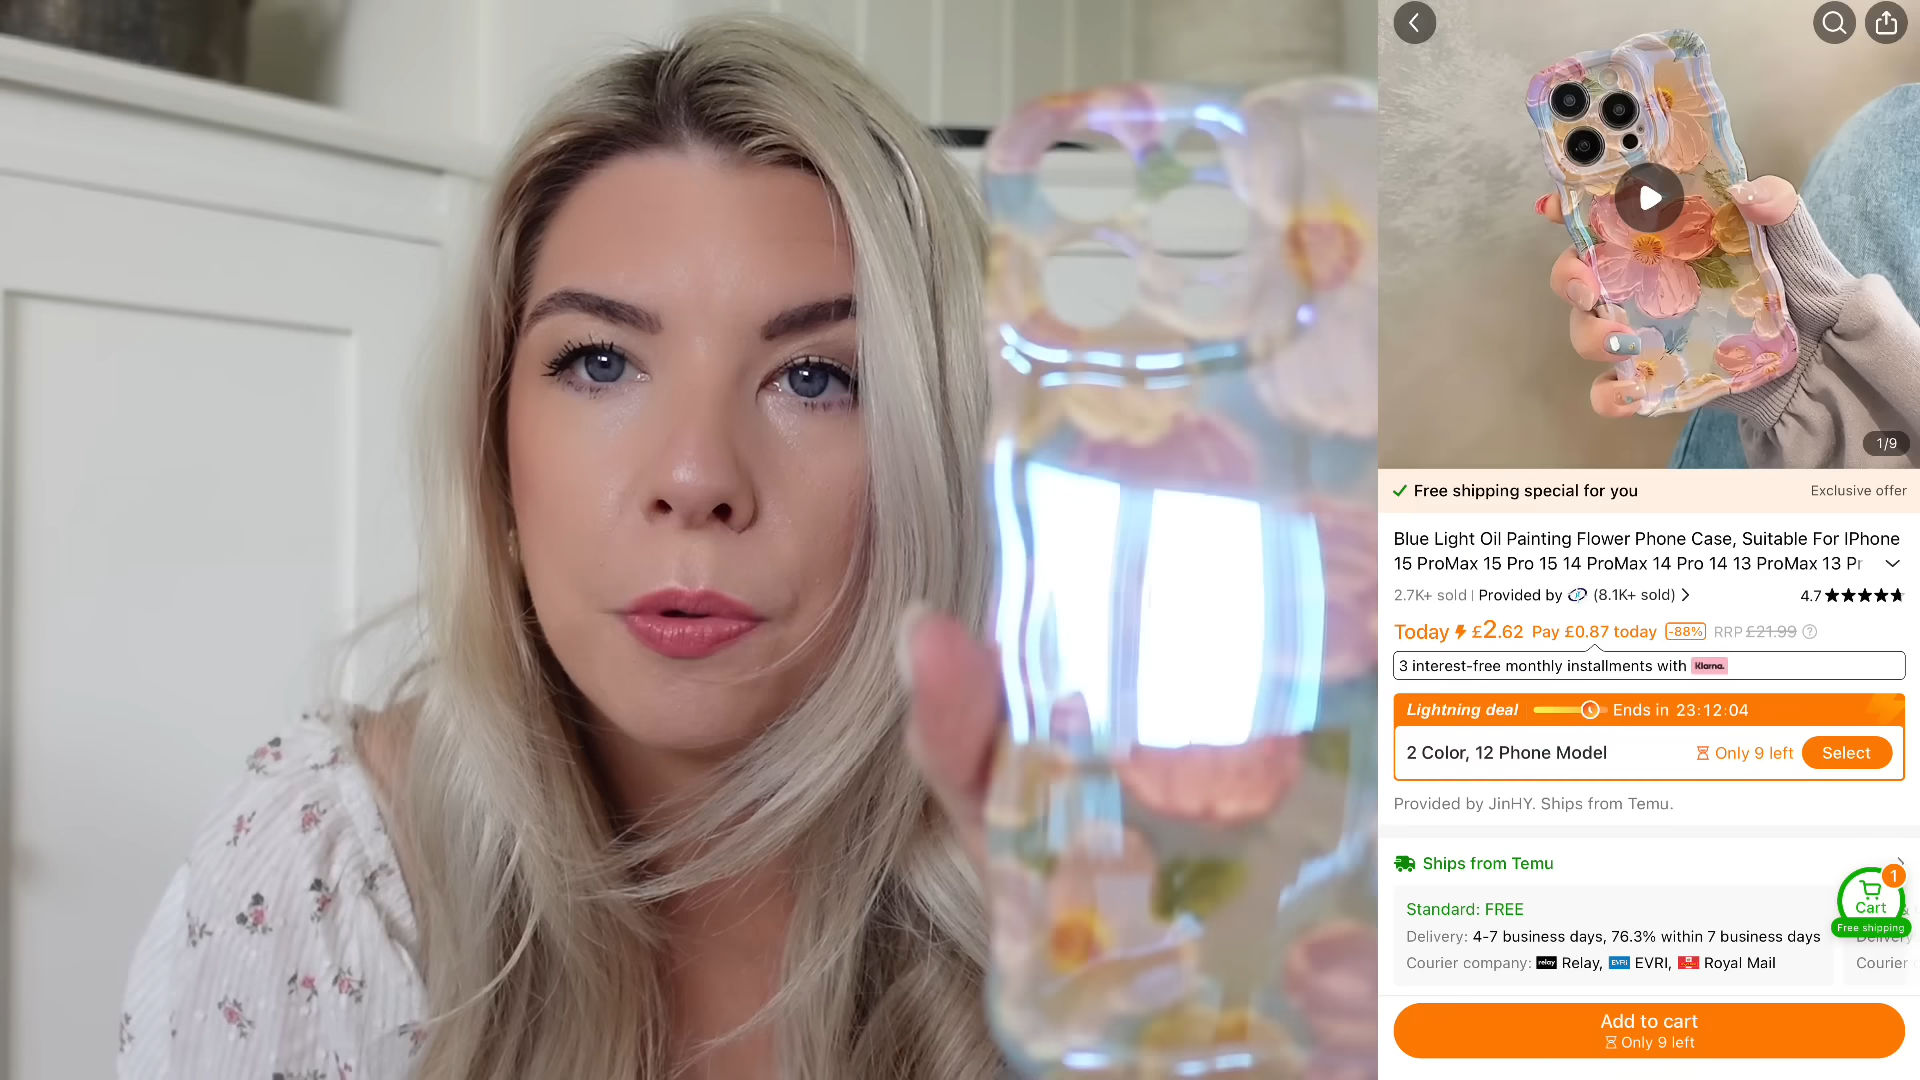 1/9
Free shipping special for you Exclusive offer
Blue Light Oil Painting Flower Phone Case, Suitable For IPhone
15 ProMax 15 Pro 15 14 ProMax 14 Pro 14 13 ProMax 13 Pr
2.7K+ sold | Provided by (8.1K+ sold) 4.7
Today £2.62 Pay £0.87 today -88% RRP £21.99
3 interest-free monthly installments with Klarna.
Lightning deal Ends in 23:12:04
2 Color, 12 Phone Model Only 9 left Select
Provided by JinHY. Ships from Temu.
Ships from Temu
1
Cart
Free shipping
Standard: FREE
Delivery: 4-7 business days, 76.3% within 7 business days Delivery
Courier company: relay Relay, EVRi EVRI, Royal Mail Courier
Add to cart
Only 9 left